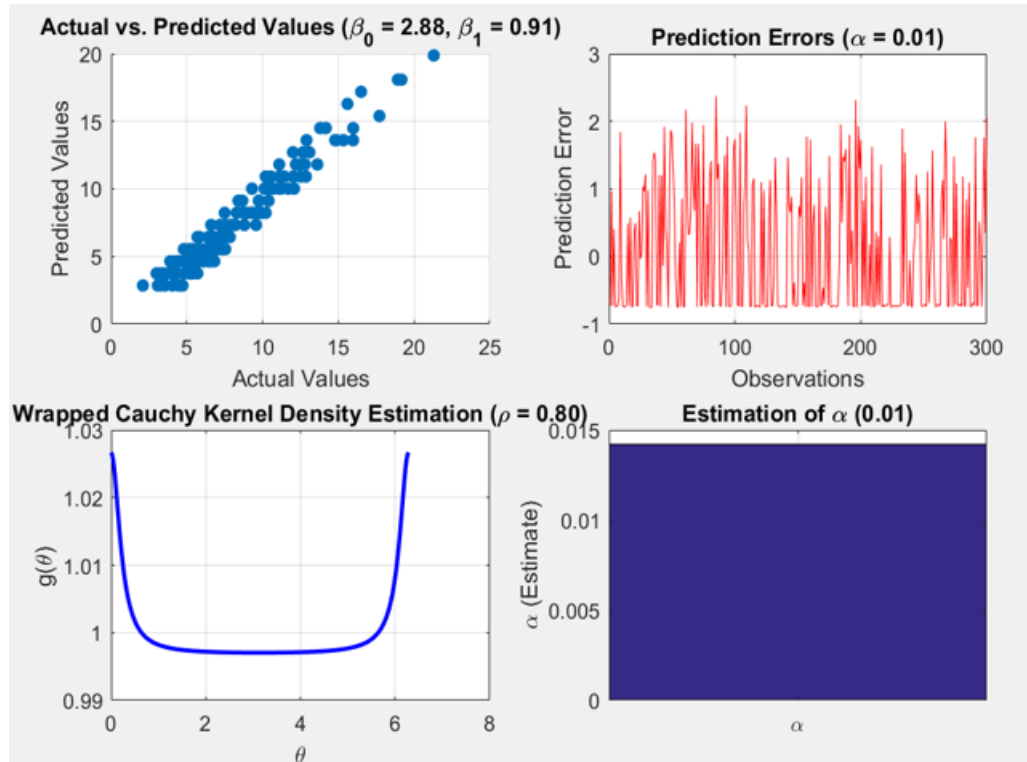 Actual vs. Predicted Values (β₀ = 2.88, β₁ = 0.91)
20
15
10
5
0
Predicted Values
0 5 10 15 20 25
Actual Values
Prediction Errors (α = 0.01)
3
2
1
0
-1
Prediction Error
0 100 200 300
Observations
Wrapped Cauchy Kernel Density Estimation (ρ = 0.80)
1.03
1.02
1.01
1
0.99
g(θ)
0 2 4 6 8
θ
Estimation of α (0.01)
0.015
0.01
0.005
0
α (Estimate)
α